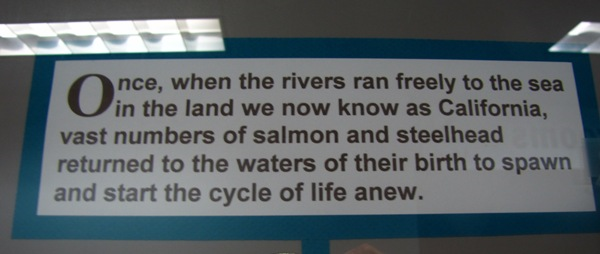 Once, when the rivers ran freely to the sea
in the land we now know as California,
vast numbers of salmon and steelhead
returned to the waters of their birth to spawn
and start the cycle of life anew.